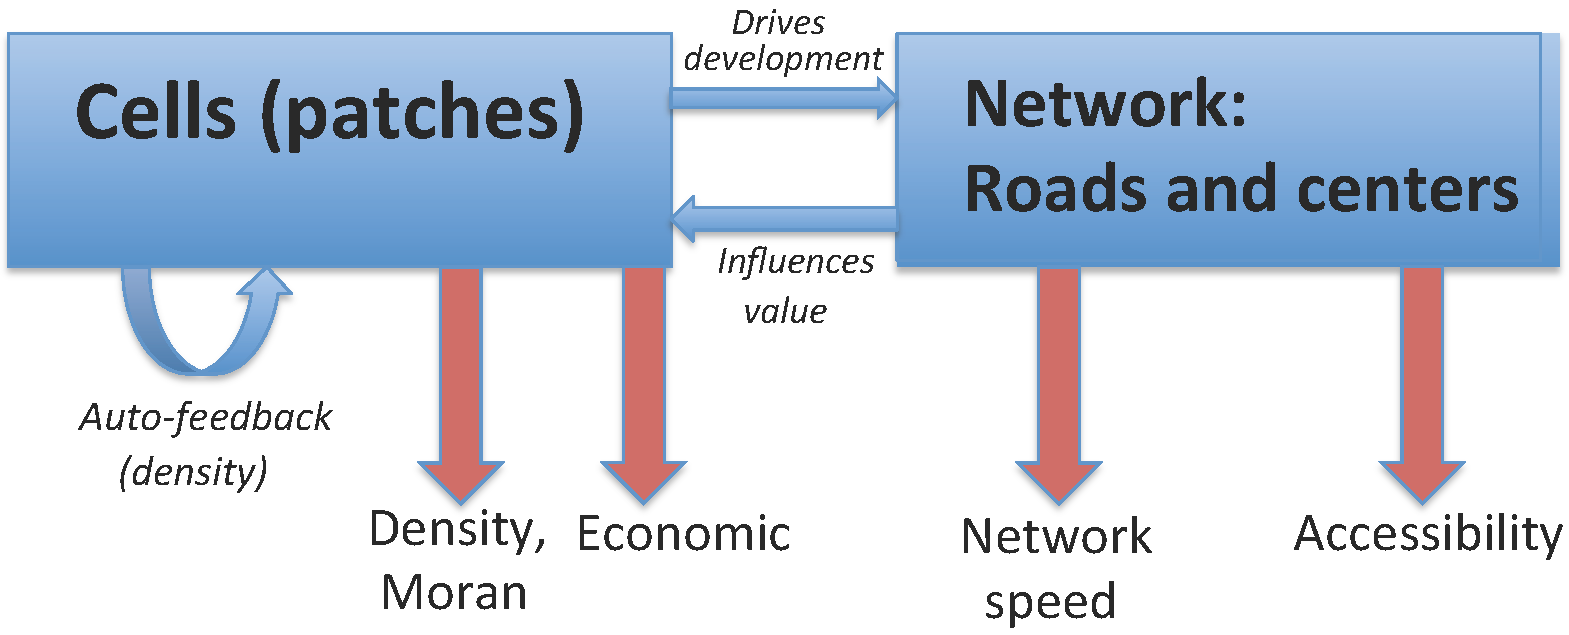 Drives
development
Cells (patches)
Network:
Roads and centers
Influences
value
Auto-feedback
(density)
Density,
Moran
Economic
Network
speed
Accessibility